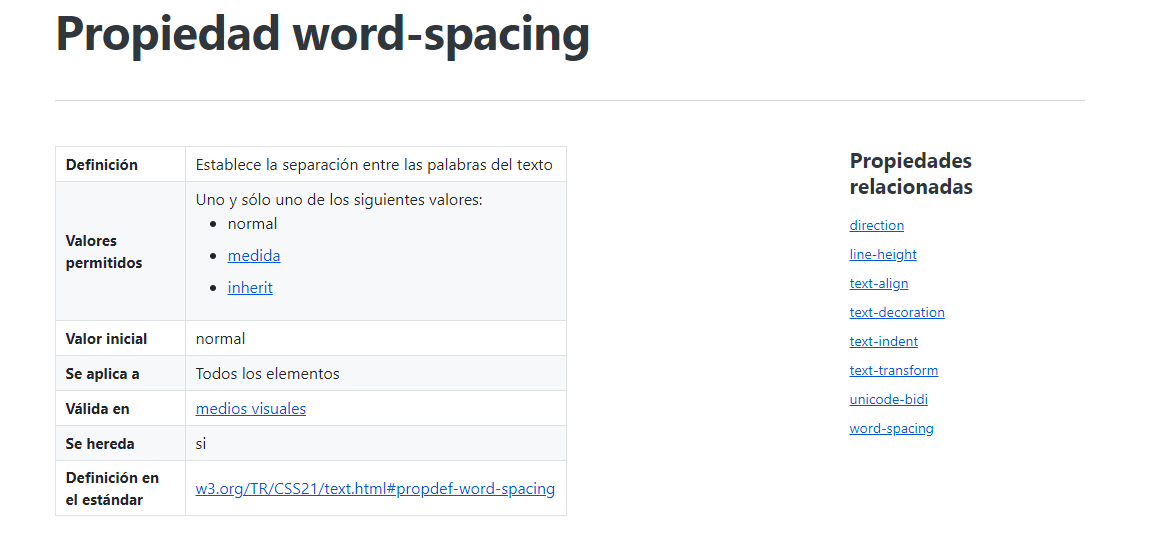 Propiedad word-spacing
Definición
Establece la separación entre las palabras del texto
Valores
permitidos
Uno y sólo uno de los siguientes valores:
normal
medida
inherit
Valor inicial
normal
Se aplica a
Todos los elementos
Válida en
medios visuales
Se hereda
si
Definición en
el estándar
w3.org/TR/CSS21/text.html#propdef-word-spacing
Propiedades
relacionadas
direction
line-height
text-align
text-decoration
text-indent
text-transform
unicode-bidi
word-spacing